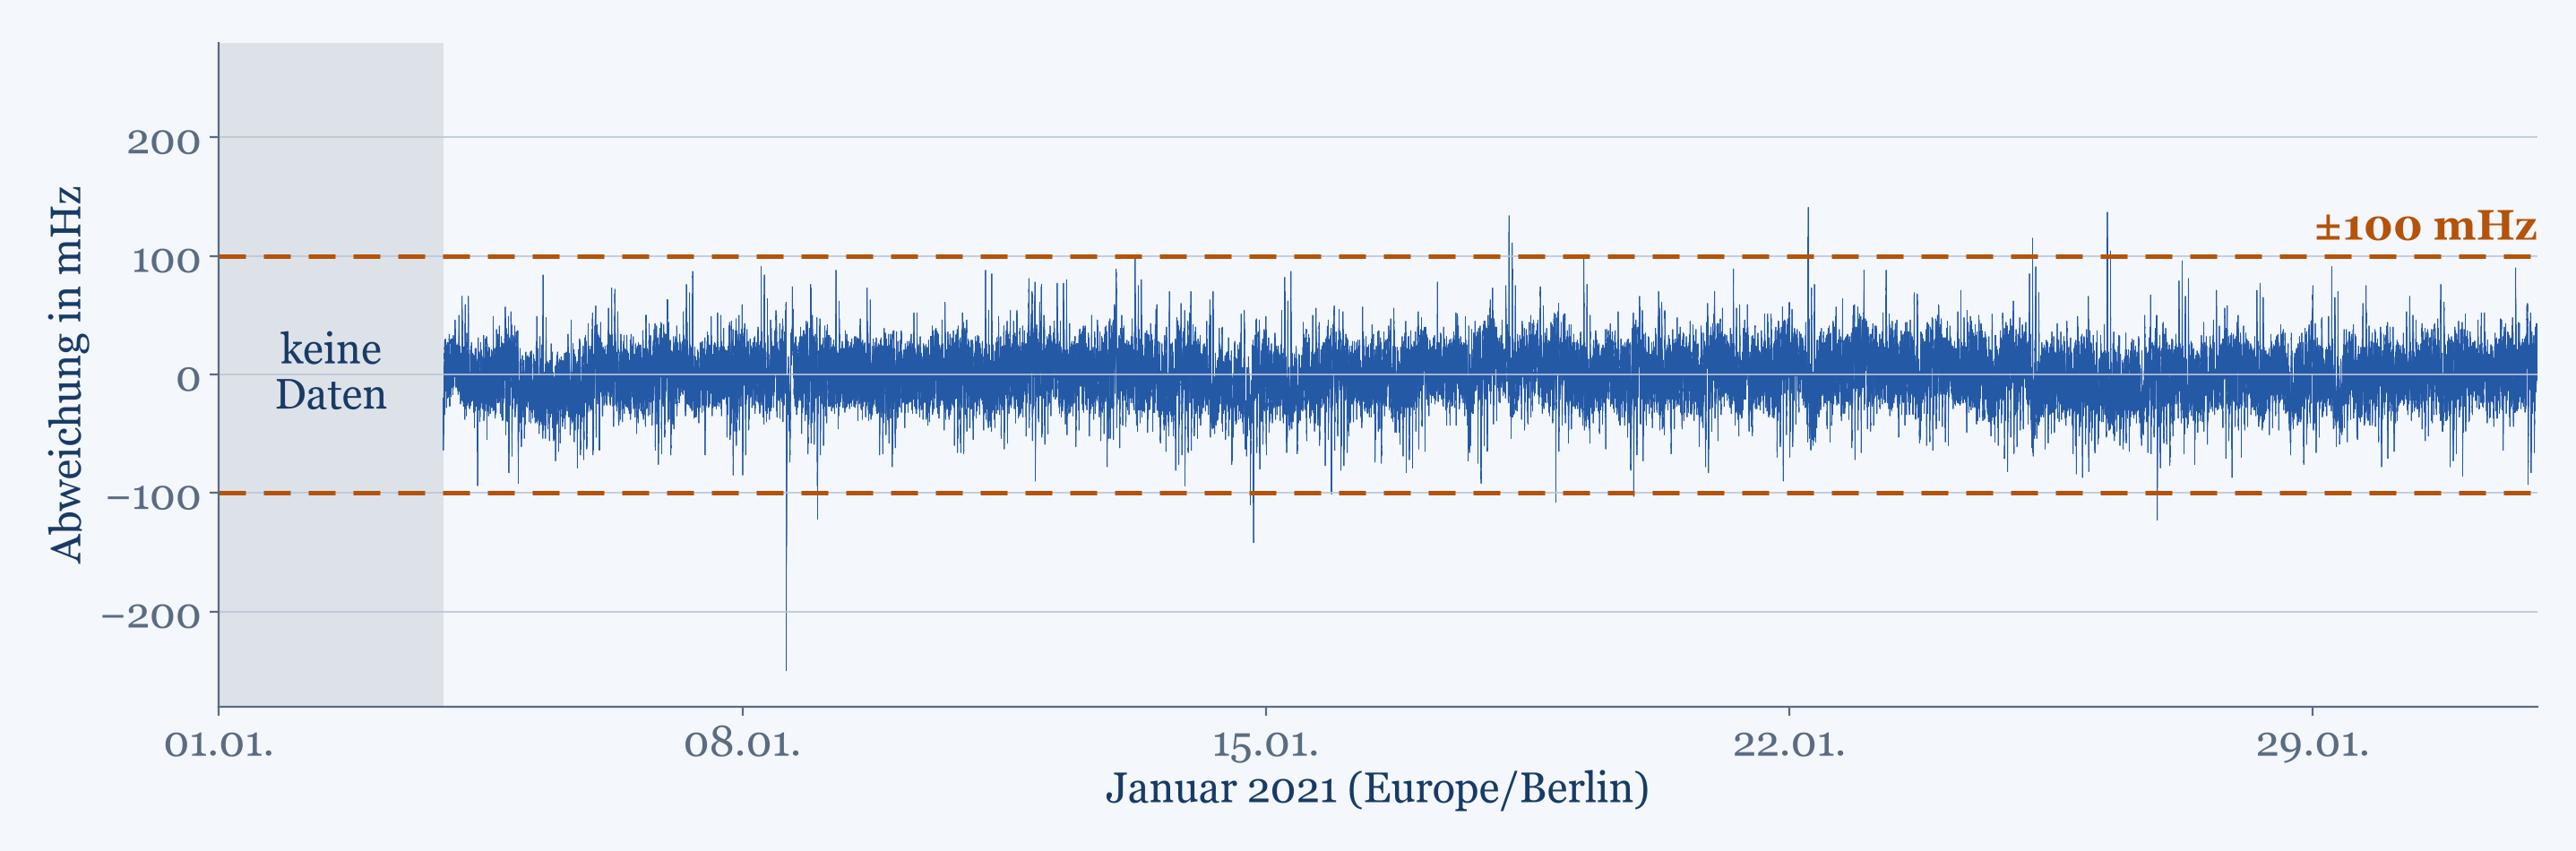 Abweichung in mHz
200
100
0
−100
−200
keine
Daten
±100 mHz
01.01.
08.01.
15.01.
22.01.
29.01.
Januar 2021 (Europe/Berlin)